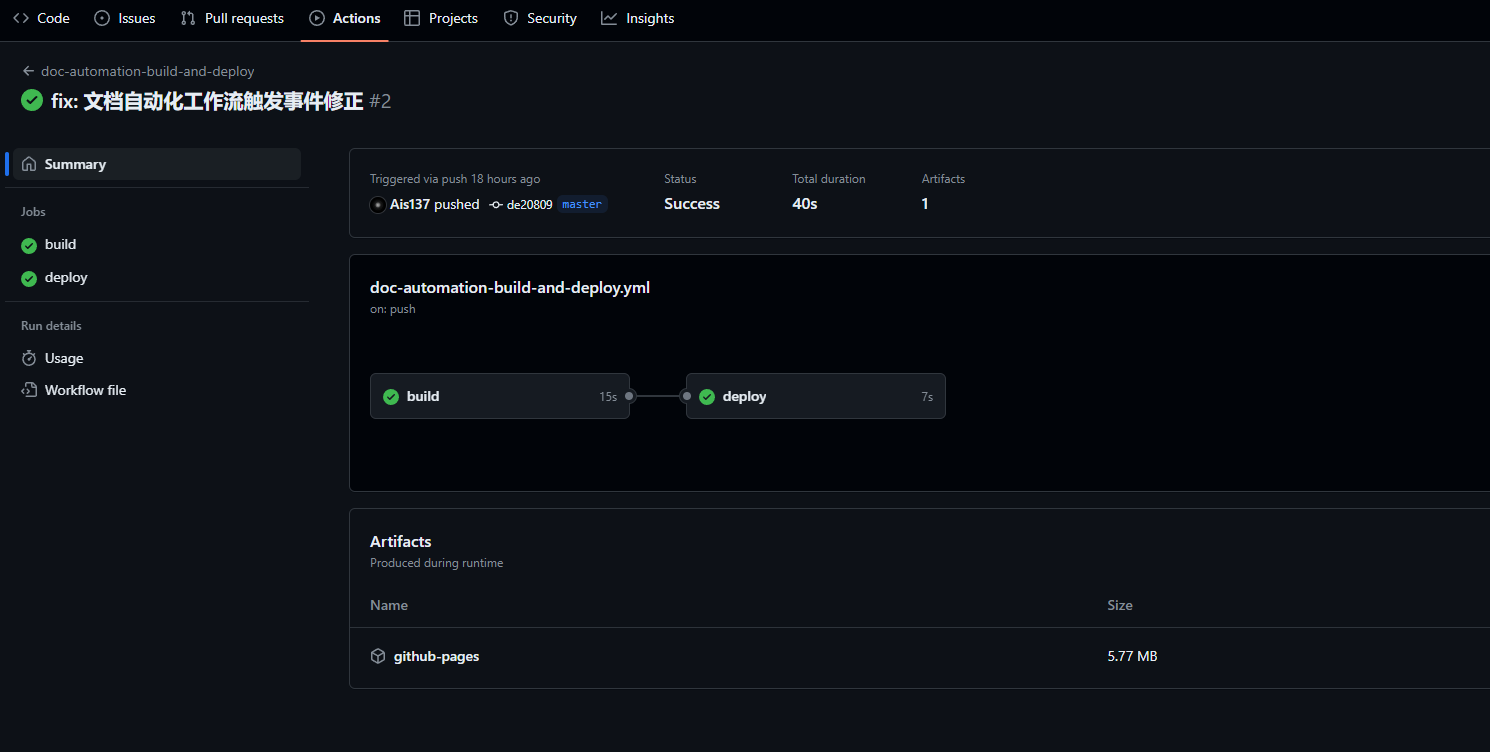 Code Issues Pull requests Actions Projects Security Insights
doc-automation-build-and-deploy
fix: 文档自动化工作流触发事件修正 #2
Summary
Jobs
build
deploy
Run details
Usage
Workflow file
Triggered via push 18 hours ago
Ais137 pushed de20809 master
Status
Success
Total duration
40s
Artifacts
1
doc-automation-build-and-deploy.yml
on: push
build 15s
deploy 7s
Artifacts
Produced during runtime
Name Size
github-pages 5.77 MB